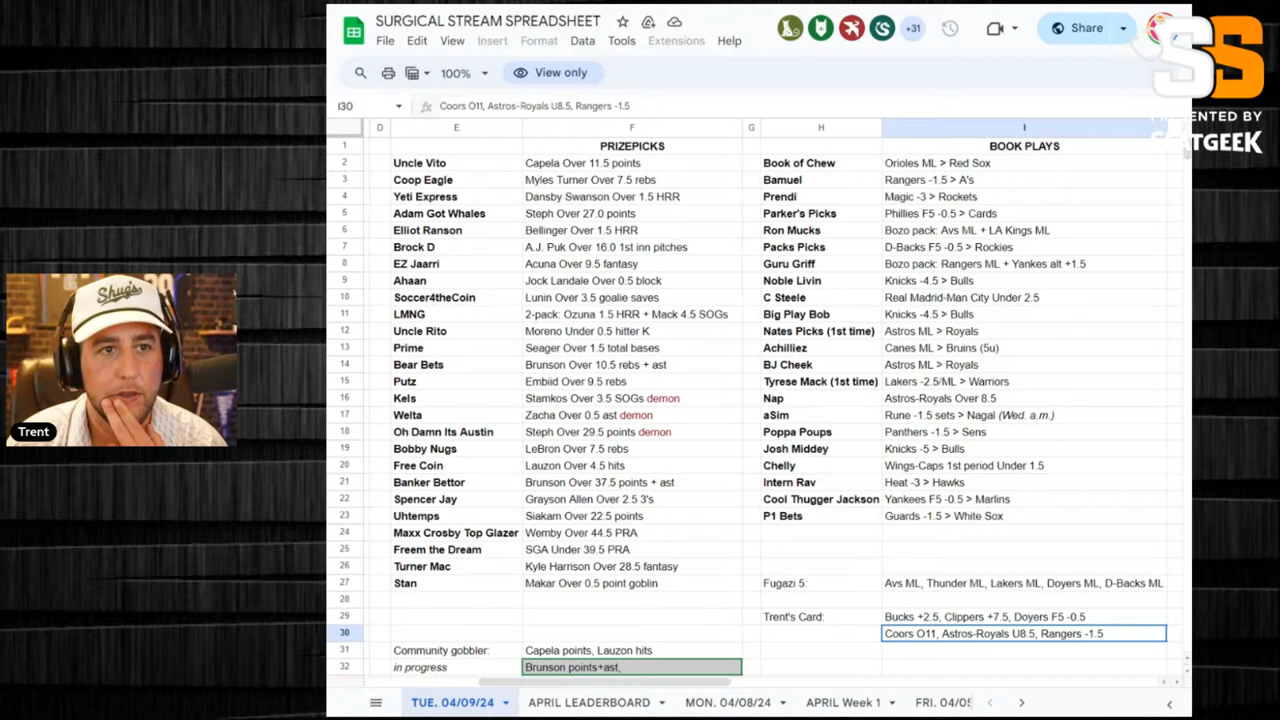 SURGICAL STREAM SPREADSHEET
+31
Share
File Edit View Insert Format Data Tools Extensions Help
100% View only
I30 Coors O11, Astros-Royals U8.5, Rangers -1.5
SS
PRESENTED BY
SEATGEEK
D E F G H I
1 PRIZEPICKS BOOK PLAYS
2 Uncle Vito Capela Over 11.5 points Book of Chew Orioles ML > Red Sox
3 Coop Eagle Myles Turner Over 7.5 rebs Bamuel Rangers -1.5 > A's
4 Yeti Express Dansby Swanson Over 1.5 HRR Prendi Magic -3 > Rockets
5 Adam Got Whales Steph Over 27.0 points Parker's Picks Phillies F5 -0.5 > Cards
6 Elliot Ranson Bellinger Over 1.5 HRR Ron Mucks Bozo pack: Avs ML + LA Kings ML
7 Brock D A.J. Puk Over 16.0 1st inn pitches Packs Picks D-Backs F5 -0.5 > Rockies
8 EZ Jaarri Acuna Over 9.5 fantasy Guru Griff Bozo pack: Rangers ML + Yankes alt +1.5
9 Ahaan Jock Landale Over 0.5 block Noble Livin Knicks -4.5 > Bulls
10 Soccer4theCoin Lunin Over 3.5 goalie saves C Steele Real Madrid-Man City Under 2.5
11 LMNG 2-pack: Ozuna 1.5 HRR + Mack 4.5 SOGs Big Play Bob Knicks -4.5 > Bulls
12 Uncle Rito Moreno Under 0.5 hitter K Nates Picks (1st time) Astros ML > Royals
13 Prime Seager Over 1.5 total bases Achilliez Canes ML > Bruins (5u)
14 Bear Bets Brunson Over 10.5 rebs + ast BJ Cheek Astros ML > Royals
15 Putz Embiid Over 9.5 rebs Tyrese Mack (1st time) Lakers -2.5/ML > Warriors
16 Kels Stamkos Over 3.5 SOGs demon Nap Astros-Royals Over 8.5
17 Welta Zacha Over 0.5 ast demon aSim Rune -1.5 sets > Nagal (Wed. a.m.)
18 Oh Damn Its Austin Steph Over 29.5 points demon Poppa Poups Panthers -1.5 > Sens
19 Bobby Nugs LeBron Over 7.5 rebs Josh Middey Knicks -5 > Bulls
20 Free Coin Lauzon Over 4.5 hits Chelly Wings-Caps 1st period Under 1.5
21 Banker Bettor Brunson Over 37.5 points + ast Intern Rav Heat -3 > Hawks
22 Spencer Jay Grayson Allen Over 2.5 3's Cool Thugger Jackson Yankees F5 -0.5 > Marlins
23 Uhtemps Siakam Over 22.5 points P1 Bets Guards -1.5 > White Sox
24 Maxx Crosby Top Glazer Wemby Over 44.5 PRA
25 Freem the Dream SGA Under 39.5 PRA
26 Turner Mac Kyle Harrison Over 28.5 fantasy
27 Stan Makar Over 0.5 point goblin Fugazi 5: Avs ML, Thunder ML, Lakers ML, Doyers ML, D-Backs ML
28
29 Trent's Card: Bucks +2.5, Clippers +7.5, Doyers F5 -0.5
30 Coors O11, Astros-Royals U8.5, Rangers -1.5
31 Community gobbler: Capela points, Lauzon hits
32 in progress Brunson points+ast,
Trent
TUE. 04/09/24 APRIL LEADERBOARD MON. 04/08/24 APRIL Week 1 FRI. 04/05